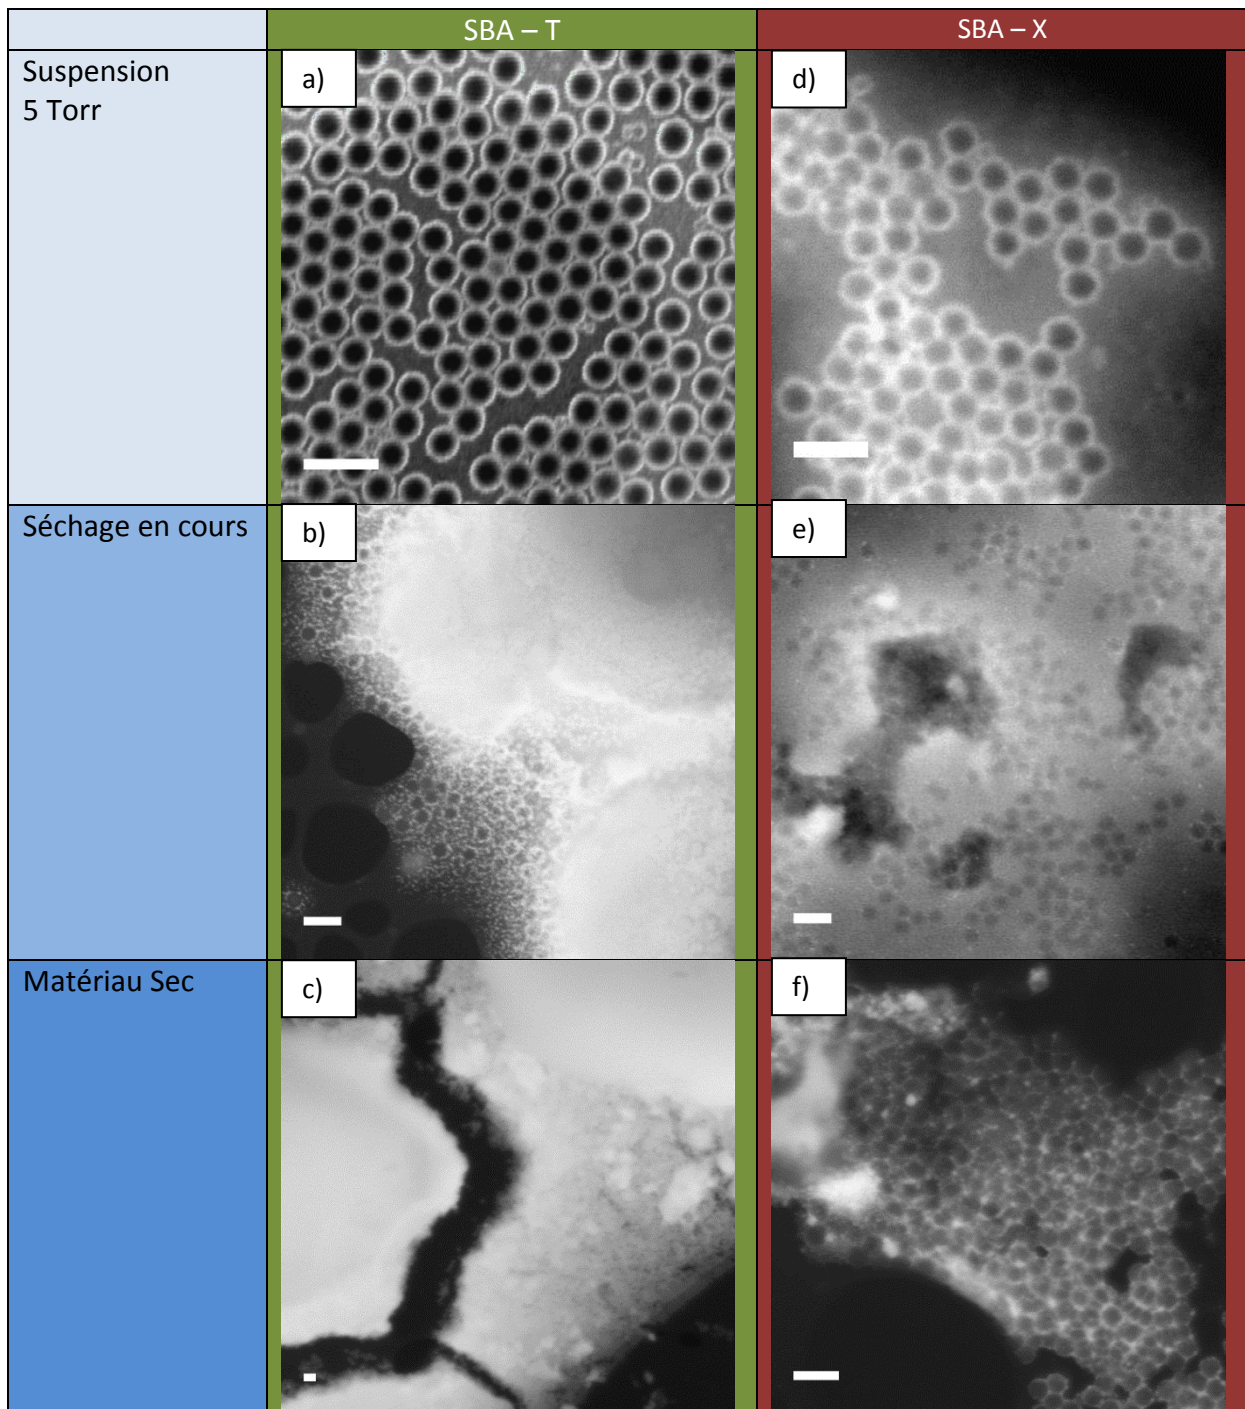 SBA – T
SBA – X
Suspension
5 Torr
a)
d)
Séchage en cours
b)
e)
Matériau Sec
c)
f)